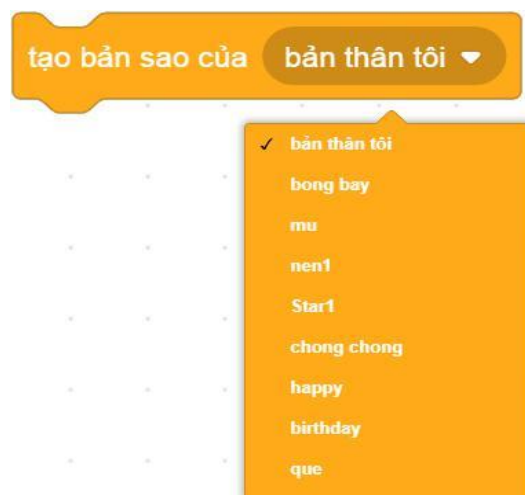 tạo bản sao của bản thân tôi
bản thân tôi
bong bay
mu
nen1
Star1
chong chong
happy
birthday
que